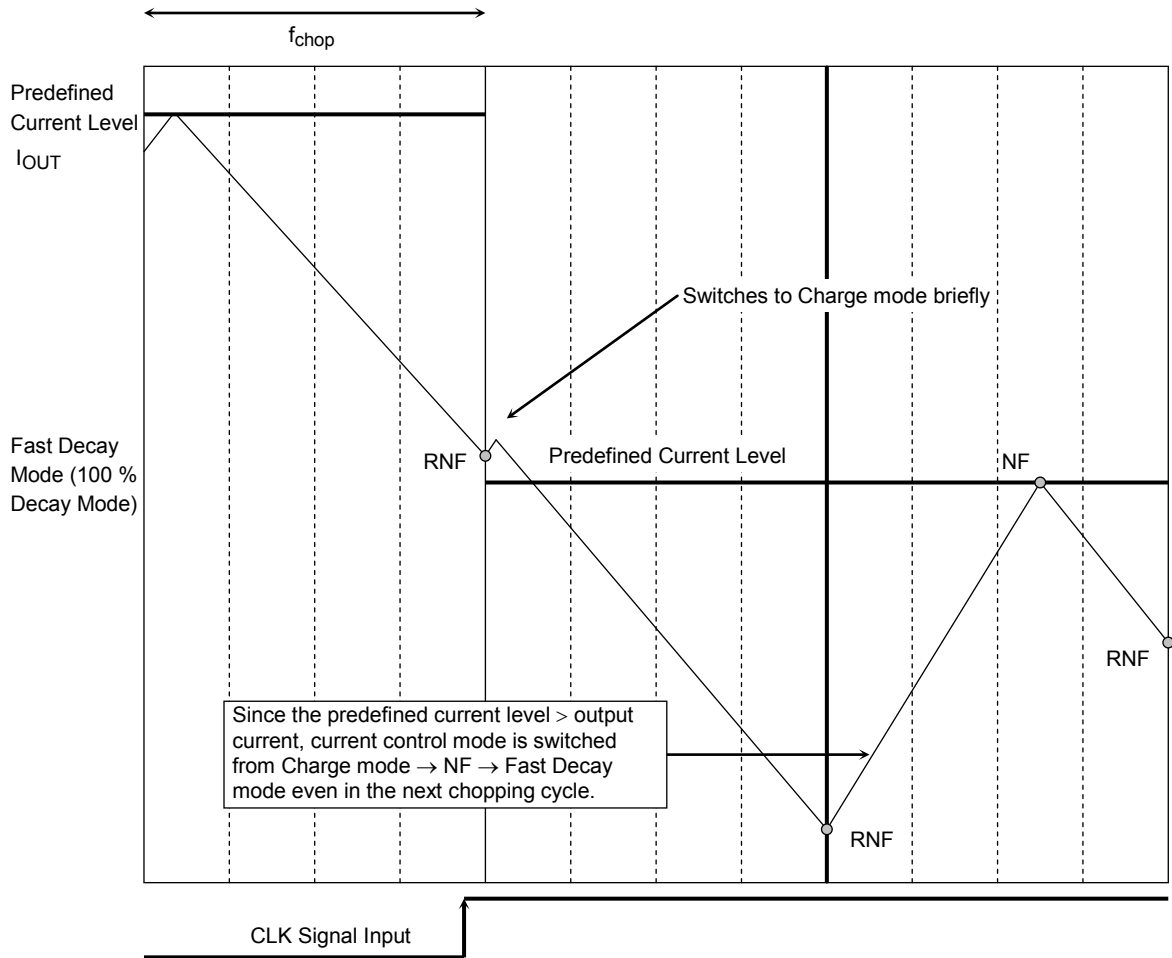 fchop
Predefined
Current Level
IOUT
Switches to Charge mode briefly
Fast Decay
Mode (100 %
Decay Mode)
RNF
Predefined Current Level
NF
RNF
Since the predefined current level > output
current, current control mode is switched
from Charge mode → NF → Fast Decay
mode even in the next chopping cycle.
RNF
CLK Signal Input